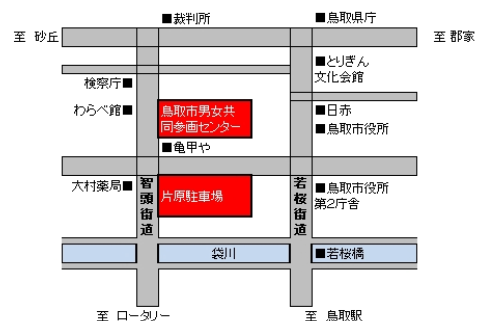 ■裁判所
■鳥取県庁
至 砂丘
至 郡家
■とりぎん
文化会館
検察庁■
わらべ館■
鳥取市男女共
同参画センター
■日赤
■鳥取市役所
■亀甲や
大村薬局■
智頭街道
片原駐車場
若桜街道
■鳥取市役所
第2庁舎
袋川
■若桜橋
至 ロータリー
至 鳥取駅